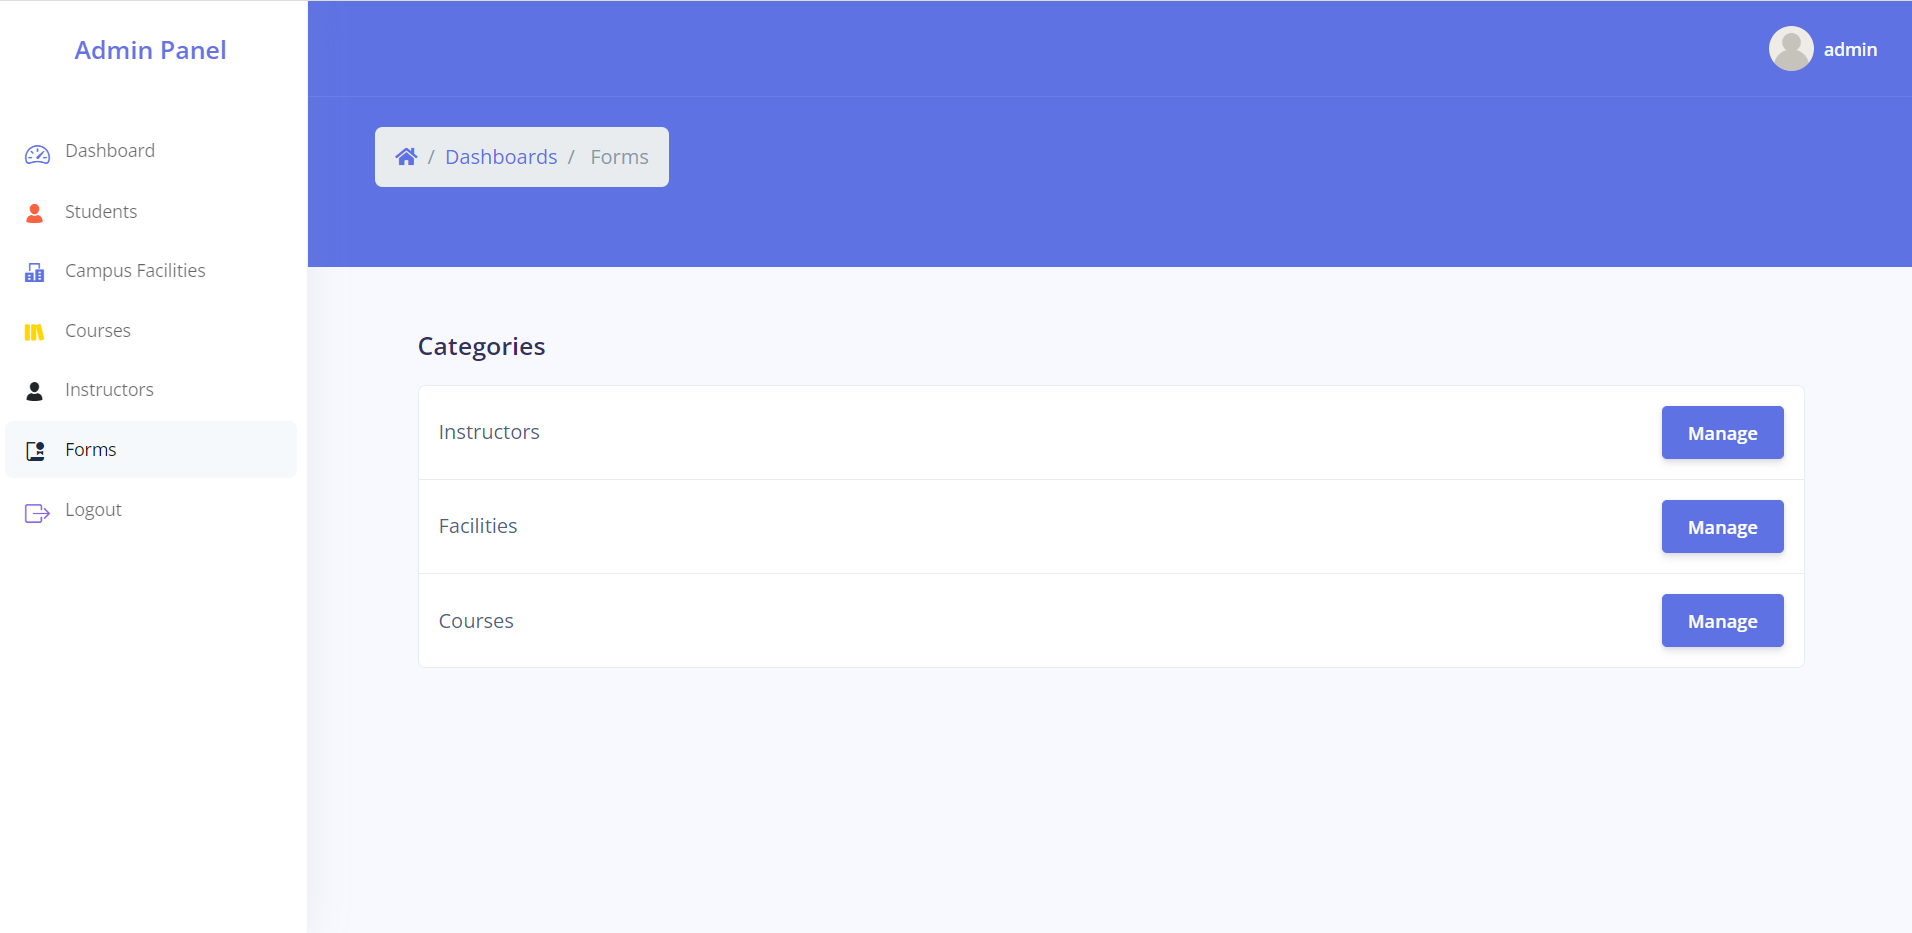 Admin Panel
admin
Dashboard
Students
Campus Facilities
Courses
Instructors
Forms
Logout
/ Dashboards / Forms
Categories
Instructors Manage
Facilities Manage
Courses Manage